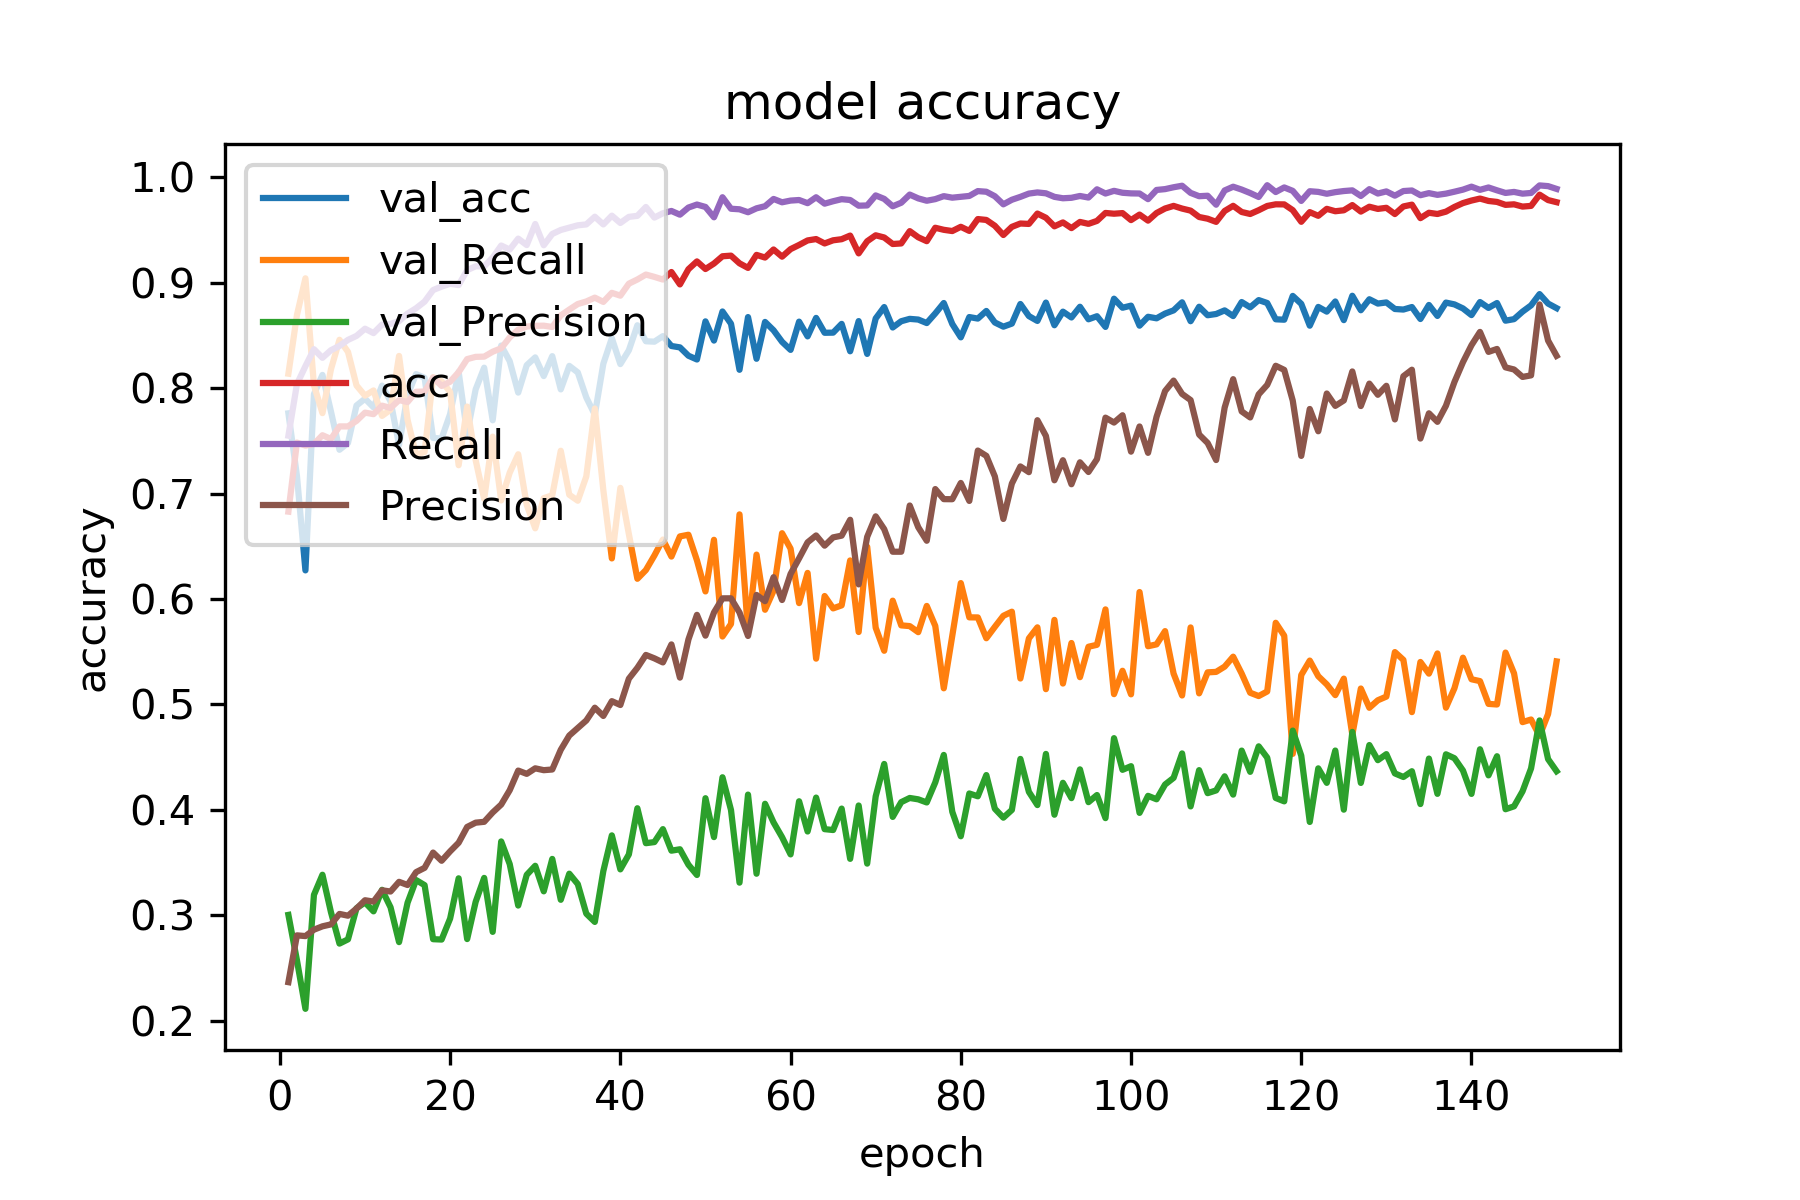 model accuracy
val_acc
val_Recall
val_Precision
acc
Recall
Precision
accuracy
1.0
0.9
0.8
0.7
0.6
0.5
0.4
0.3
0.2
0 20 40 60 80 100 120 140
epoch